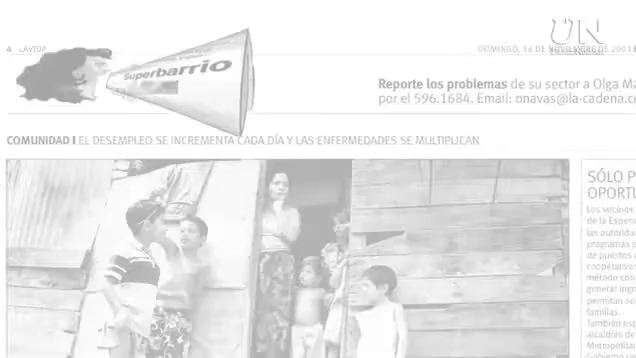 UN
4 LAVIDA
DOMINGO, 16 DE NOVIEMBRE DE 2003
Superbarrio
Reporte los problemas de su sector a Olga Ma
por el 596.1684. Email: onavas@la-cadena.co
COMUNIDAD I EL DESEMPLEO SE INCREMENTA CADA DÍA Y LAS ENFERMEDADES SE MULTIPLICAN
SÓLO P
OPORTU
Los vecinos
de la Espe
las autorida
programas d
de puestos
cooperativas
método con
generar ingr
permitan so
familias.
También esp
alcaldías de
Metropolitan
Gobierno